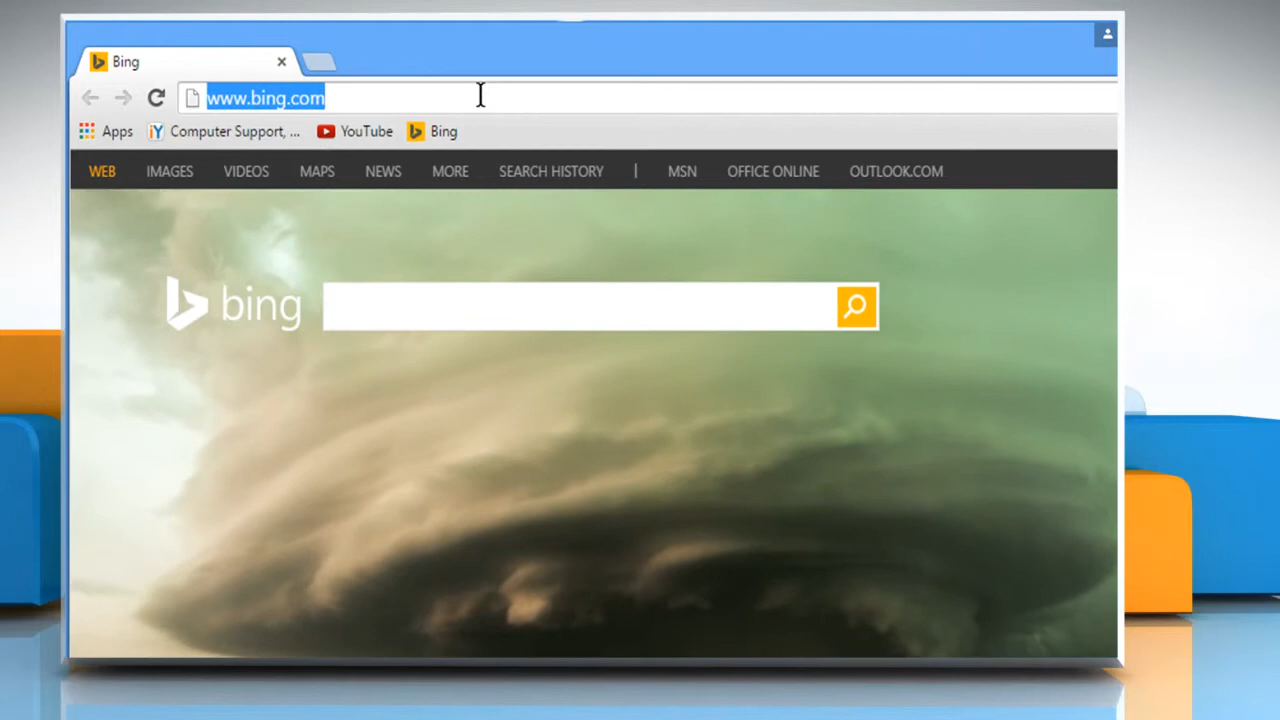 Bing
www.bing.com
Apps iY Computer Support, ... YouTube Bing
WEB IMAGES VIDEOS MAPS NEWS MORE SEARCH HISTORY | MSN OFFICE ONLINE OUTLOOK.COM
bing